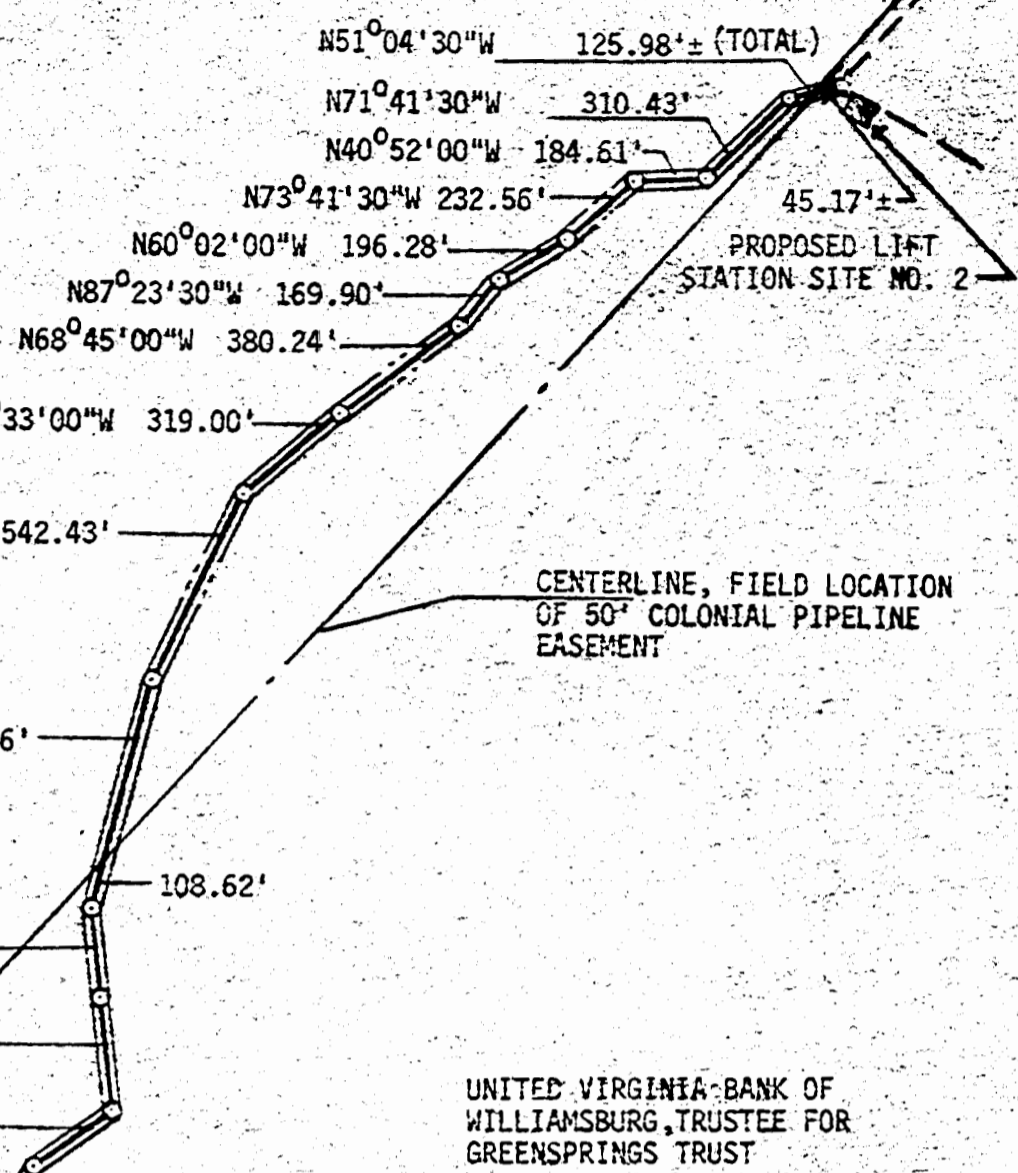 N51°04'30"W 125.98'± (TOTAL)
N71°41'30"W 310.43'
N40°52'00"W 184.61'
N73°41'30"W 232.56'
45.17'±
N60°02'00"W 196.28'
PROPOSED LIFT
STATION SITE NO. 2
N87°23'30"W 169.90'
N68°45'00"W 380.24'
33'00"W 319.00'
542.43'
CENTERLINE, FIELD LOCATION
OF 50' COLONIAL PIPELINE
EASEMENT
6'
108.62'
UNITED VIRGINIA BANK OF
WILLIAMSBURG, TRUSTEE FOR
GREENSPRINGS TRUST